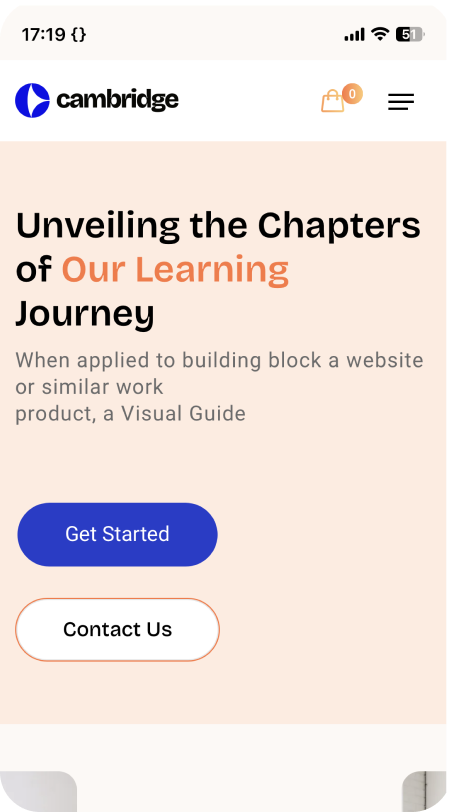 17:19 {}
51
cambridge
0
Unveiling the Chapters
of Our Learning
Journey
When applied to building block a website
or similar work
product, a Visual Guide
Get Started
Contact Us